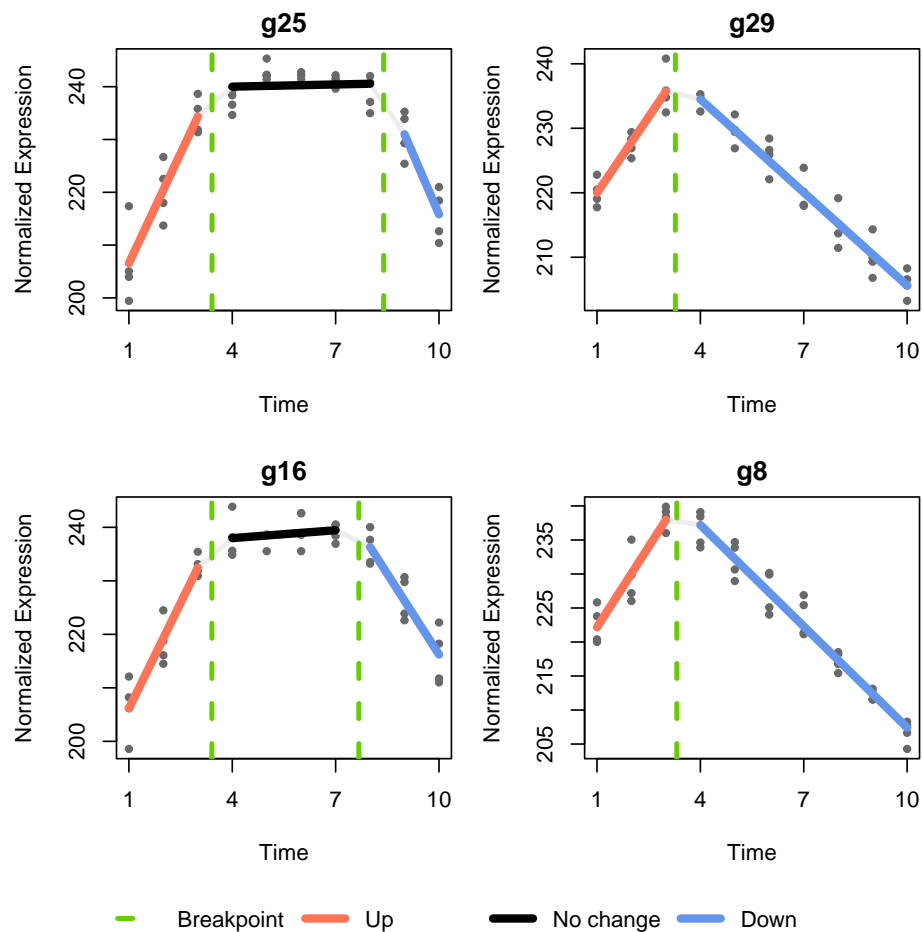 g25
Normalized Expression
240
220
200
1 4 7 10
Time
g29
Normalized Expression
240
230
220
210
1 4 7 10
Time
g16
Normalized Expression
240
220
200
1 4 7 10
Time
g8
Normalized Expression
235
225
215
205
1 4 7 10
Time
Breakpoint Up No change Down